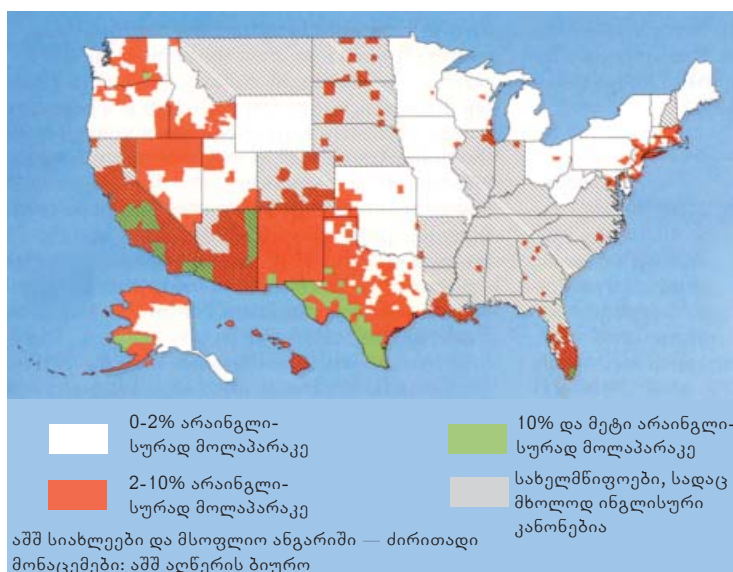 0-2% არაინგლი-
სურად მოლაპარაკე
2-10% არაინგლი-
სურად მოლაპარაკე
10% და მეტი არაინგლი-
სურად მოლაპარაკე
სახელმწიფოები, სადაც
მხოლოდ ინგლისური
კანონებია
აშშ სიახლეები და მსოფლიო ანგარიში — ძირითადი
მონაცემები: აშშ აღწერის ბიურო